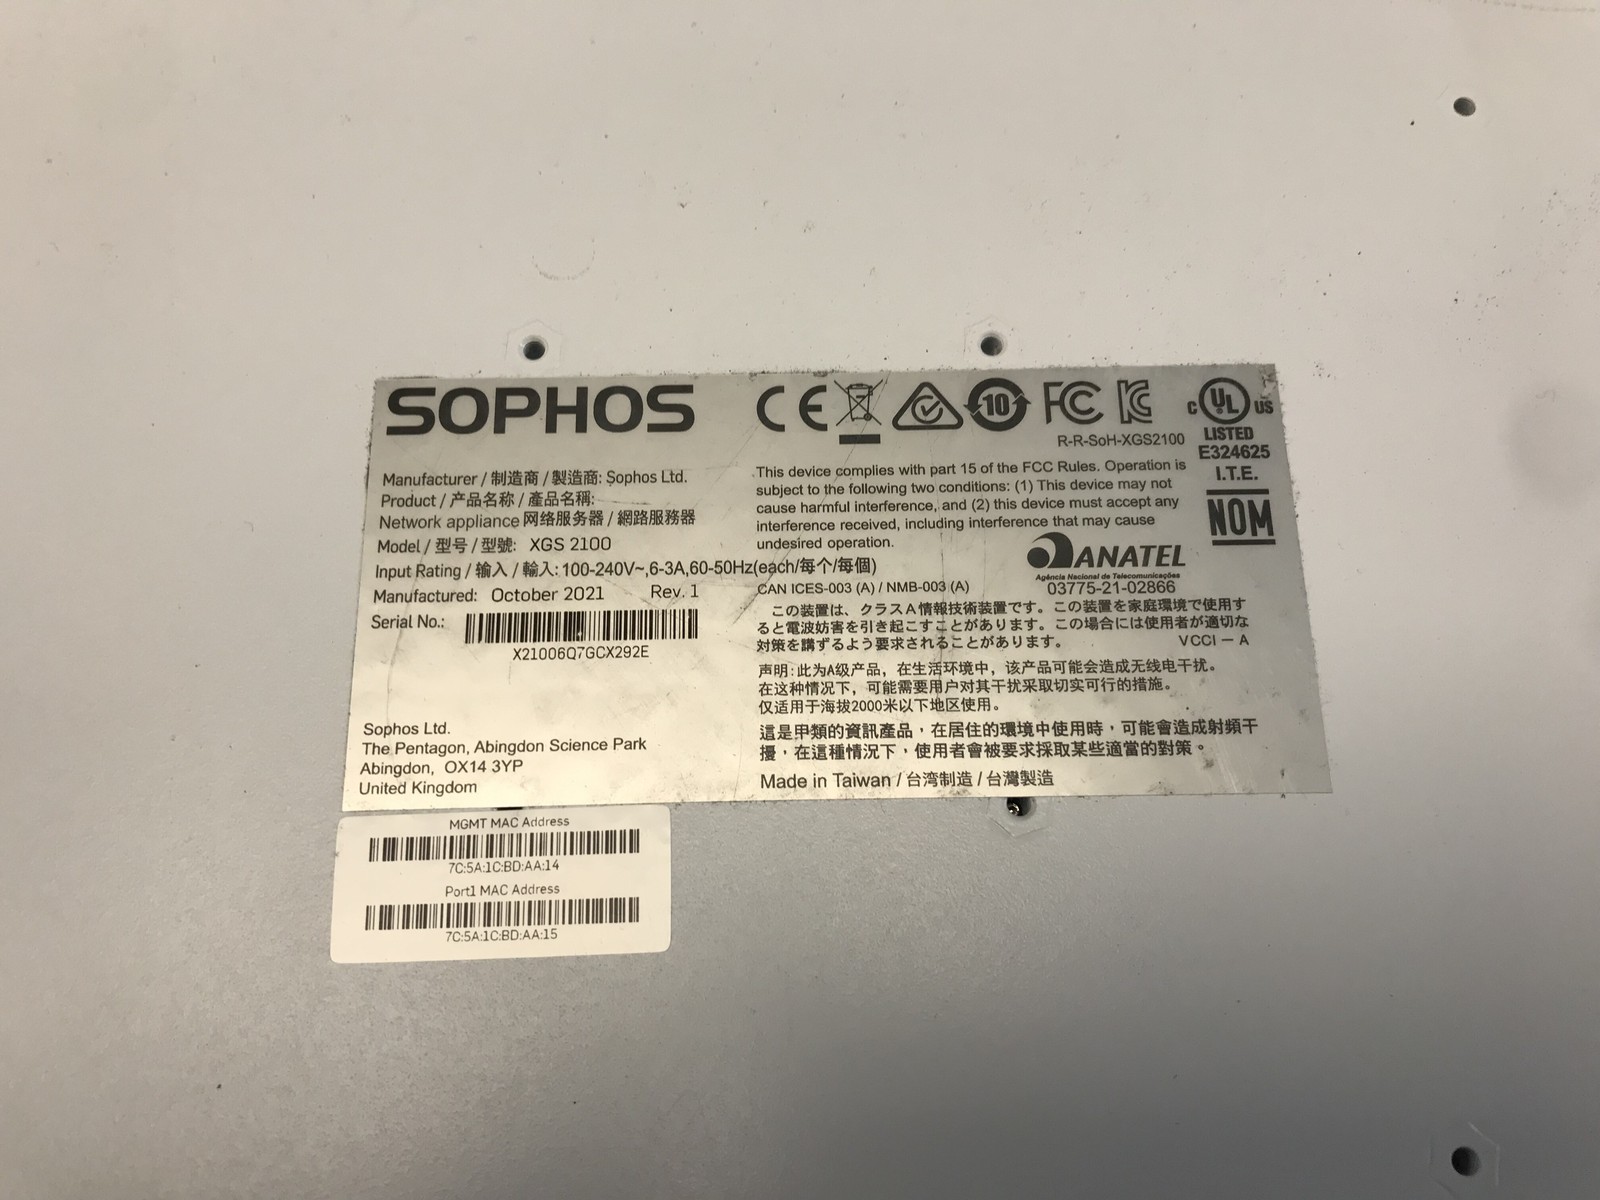 SOPHOS
Manufacturer / 制造商 / 製造商: Sophos Ltd.
Product / 产品名称 / 產品名稱:
Network appliance 网络服务器 / 網路服務器
Model / 型号 / 型號: XGS 2100
Input Rating / 输入 / 輸入: 100-240V~,6-3A,60-50Hz(each/每个/每個)
Manufactured: October 2021 Rev. 1
Serial No.:
X21006Q7GCX292E
Sophos Ltd.
The Pentagon, Abingdon Science Park
Abingdon, OX14 3YP
United Kingdom
CE 10 FC KC
R-R-SoH-XGS2100
C UL US
LISTED
E324625
I.T.E.
NOM
This device complies with part 15 of the FCC Rules. Operation is
subject to the following two conditions: (1) This device may not
cause harmful interference, and (2) this device must accept any
interference received, including interference that may cause
undesired operation.
ANATEL
Agência Nacional de Telecomunicações
03775-21-02866
CAN ICES-003 (A) / NMB-003 (A)
この装置は、クラスA情報技術装置です。この装置を家庭環境で使用す
ると電波妨害を引き起こすことがあります。この場合には使用者が適切な
対策を講ずるよう要求されることがあります。 VCCI－A
声明:此为A级产品，在生活环境中，该产品可能会造成无线电干扰。
在这种情况下，可能需要用户对其干扰采取切实可行的措施。
仅适用于海拔2000米以下地区使用。
這是甲類的資訊產品，在居住的環境中使用時，可能會造成射頻干
擾，在這種情況下，使用者會被要求採取某些適當的對策。
Made in Taiwan / 台湾制造 / 台灣製造
MGMT MAC Address
7C:5A:1C:BD:AA:14
Port1 MAC Address
7C:5A:1C:BD:AA:15